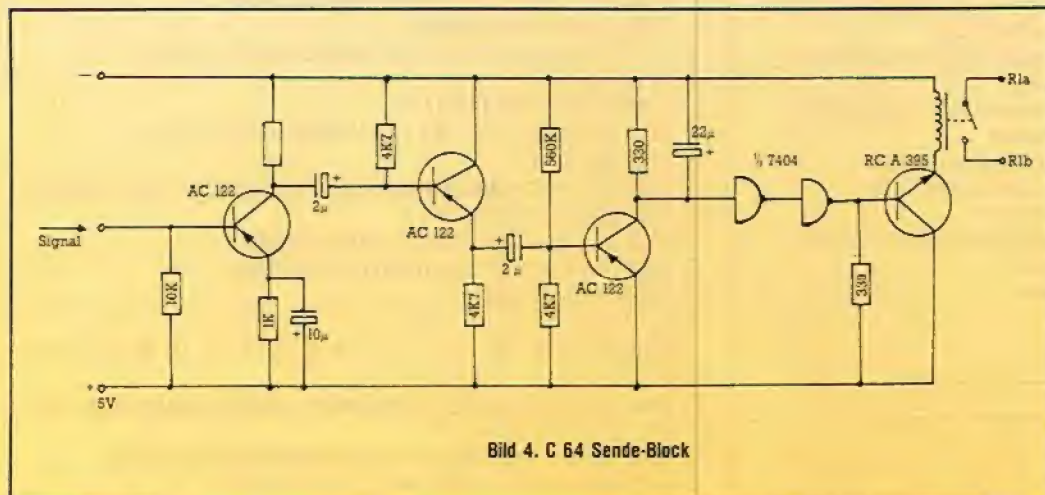 −
R1a
4K7
560K
330
22µ
½ 7404
RC A 395
AC 122
+
2µ
R1b
AC 122
Signal
+
2 µ
AC 122
10K
1K
+
10µ
4K7
4K7
330
+
5V
Bild 4. C 64 Sende-Block